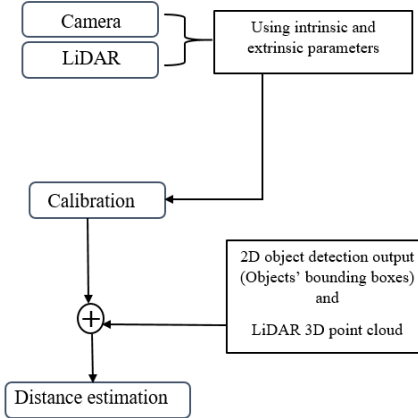 Camera
LiDAR
Using intrinsic and
extrinsic parameters
Calibration
2D object detection output
(Objects' bounding boxes)
and
LiDAR 3D point cloud
Distance estimation